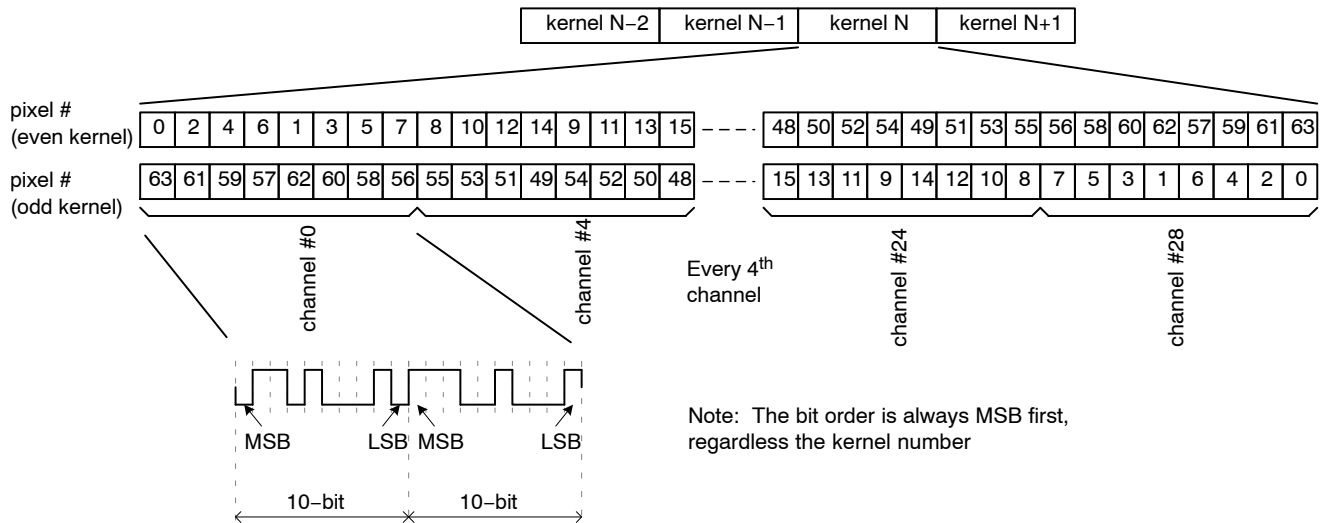 kernel N−2 kernel N−1 kernel N kernel N+1
pixel #
(even kernel)
0 2 4 6 1 3 5 7 8 10 12 14 9 11 13 15 48 50 52 54 49 51 53 55 56 58 60 62 57 59 61 63
pixel #
(odd kernel)
63 61 59 57 62 60 58 56 55 53 51 49 54 52 50 48 15 13 11 9 14 12 10 8 7 5 3 1 6 4 2 0
channel #0
channel #4
Every 4th
channel
channel #24
channel #28
MSB LSB MSB LSB
Note: The bit order is always MSB first,
regardless the kernel number
10−bit 10−bit